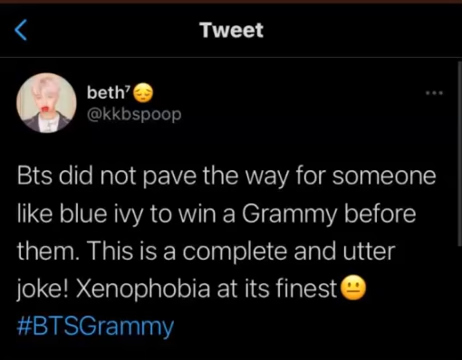 Tweet
beth⁷😔
@kkbspoop
Bts did not pave the way for someone
like blue ivy to win a Grammy before
them. This is a complete and utter
joke! Xenophobia at its finest😐
#BTSGrammy